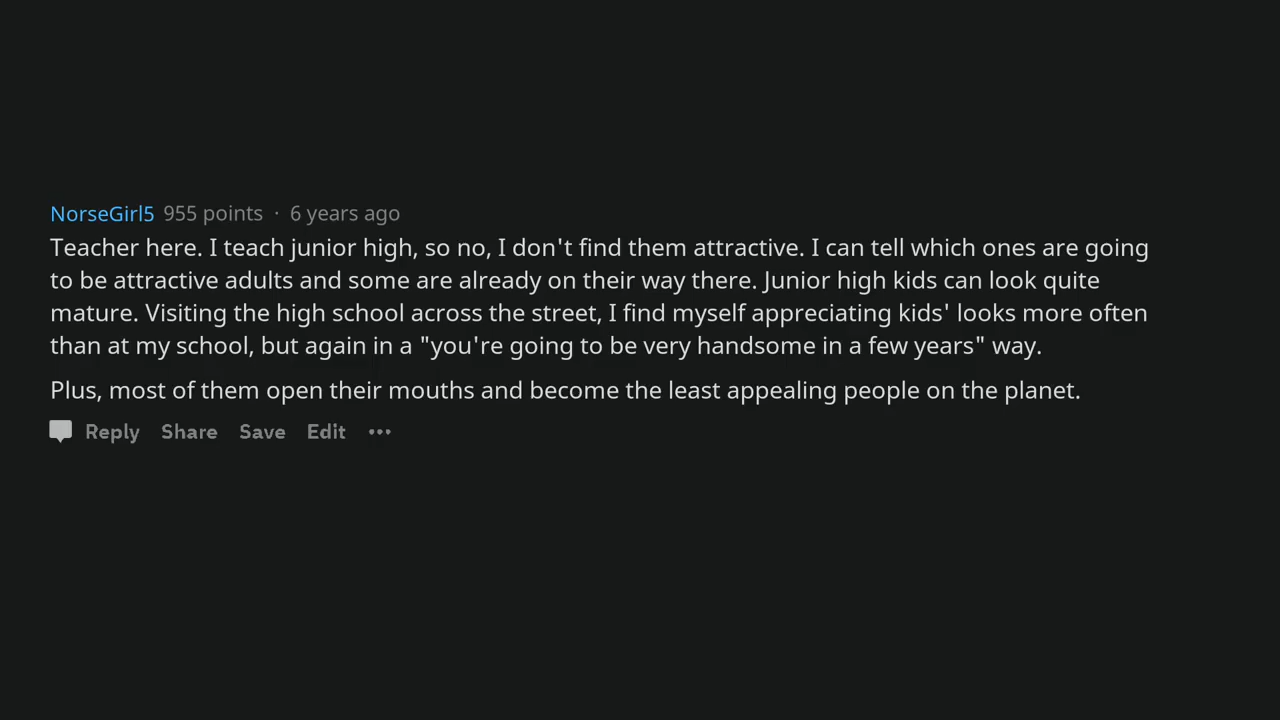 NorseGirl5 955 points · 6 years ago
Teacher here. I teach junior high, so no, I don't find them attractive. I can tell which ones are going
to be attractive adults and some are already on their way there. Junior high kids can look quite
mature. Visiting the high school across the street, I find myself appreciating kids' looks more often
than at my school, but again in a "you're going to be very handsome in a few years" way.
Plus, most of them open their mouths and become the least appealing people on the planet.
Reply Share Save Edit •••